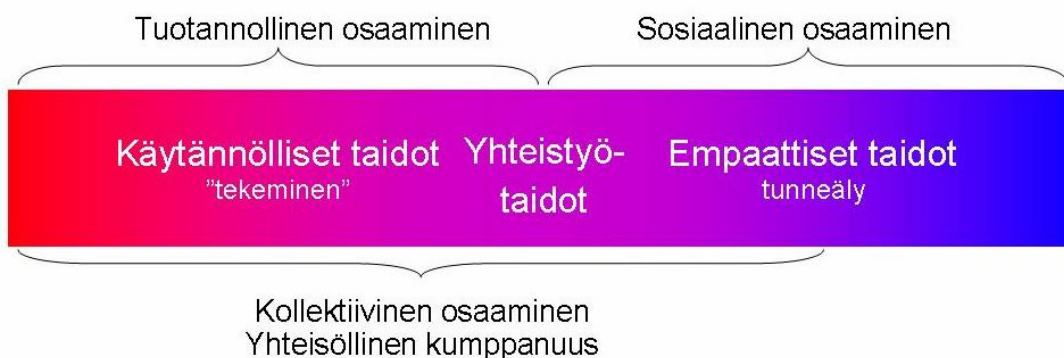 Tuotannollinen osaaminen
Sosiaalinen osaaminen
Käytännölliset taidot
”tekeminen”
Yhteistyö-
taidot
Empaattiset taidot
tunneäly
Kollektiivinen osaaminen
Yhteisöllinen kumppanuus